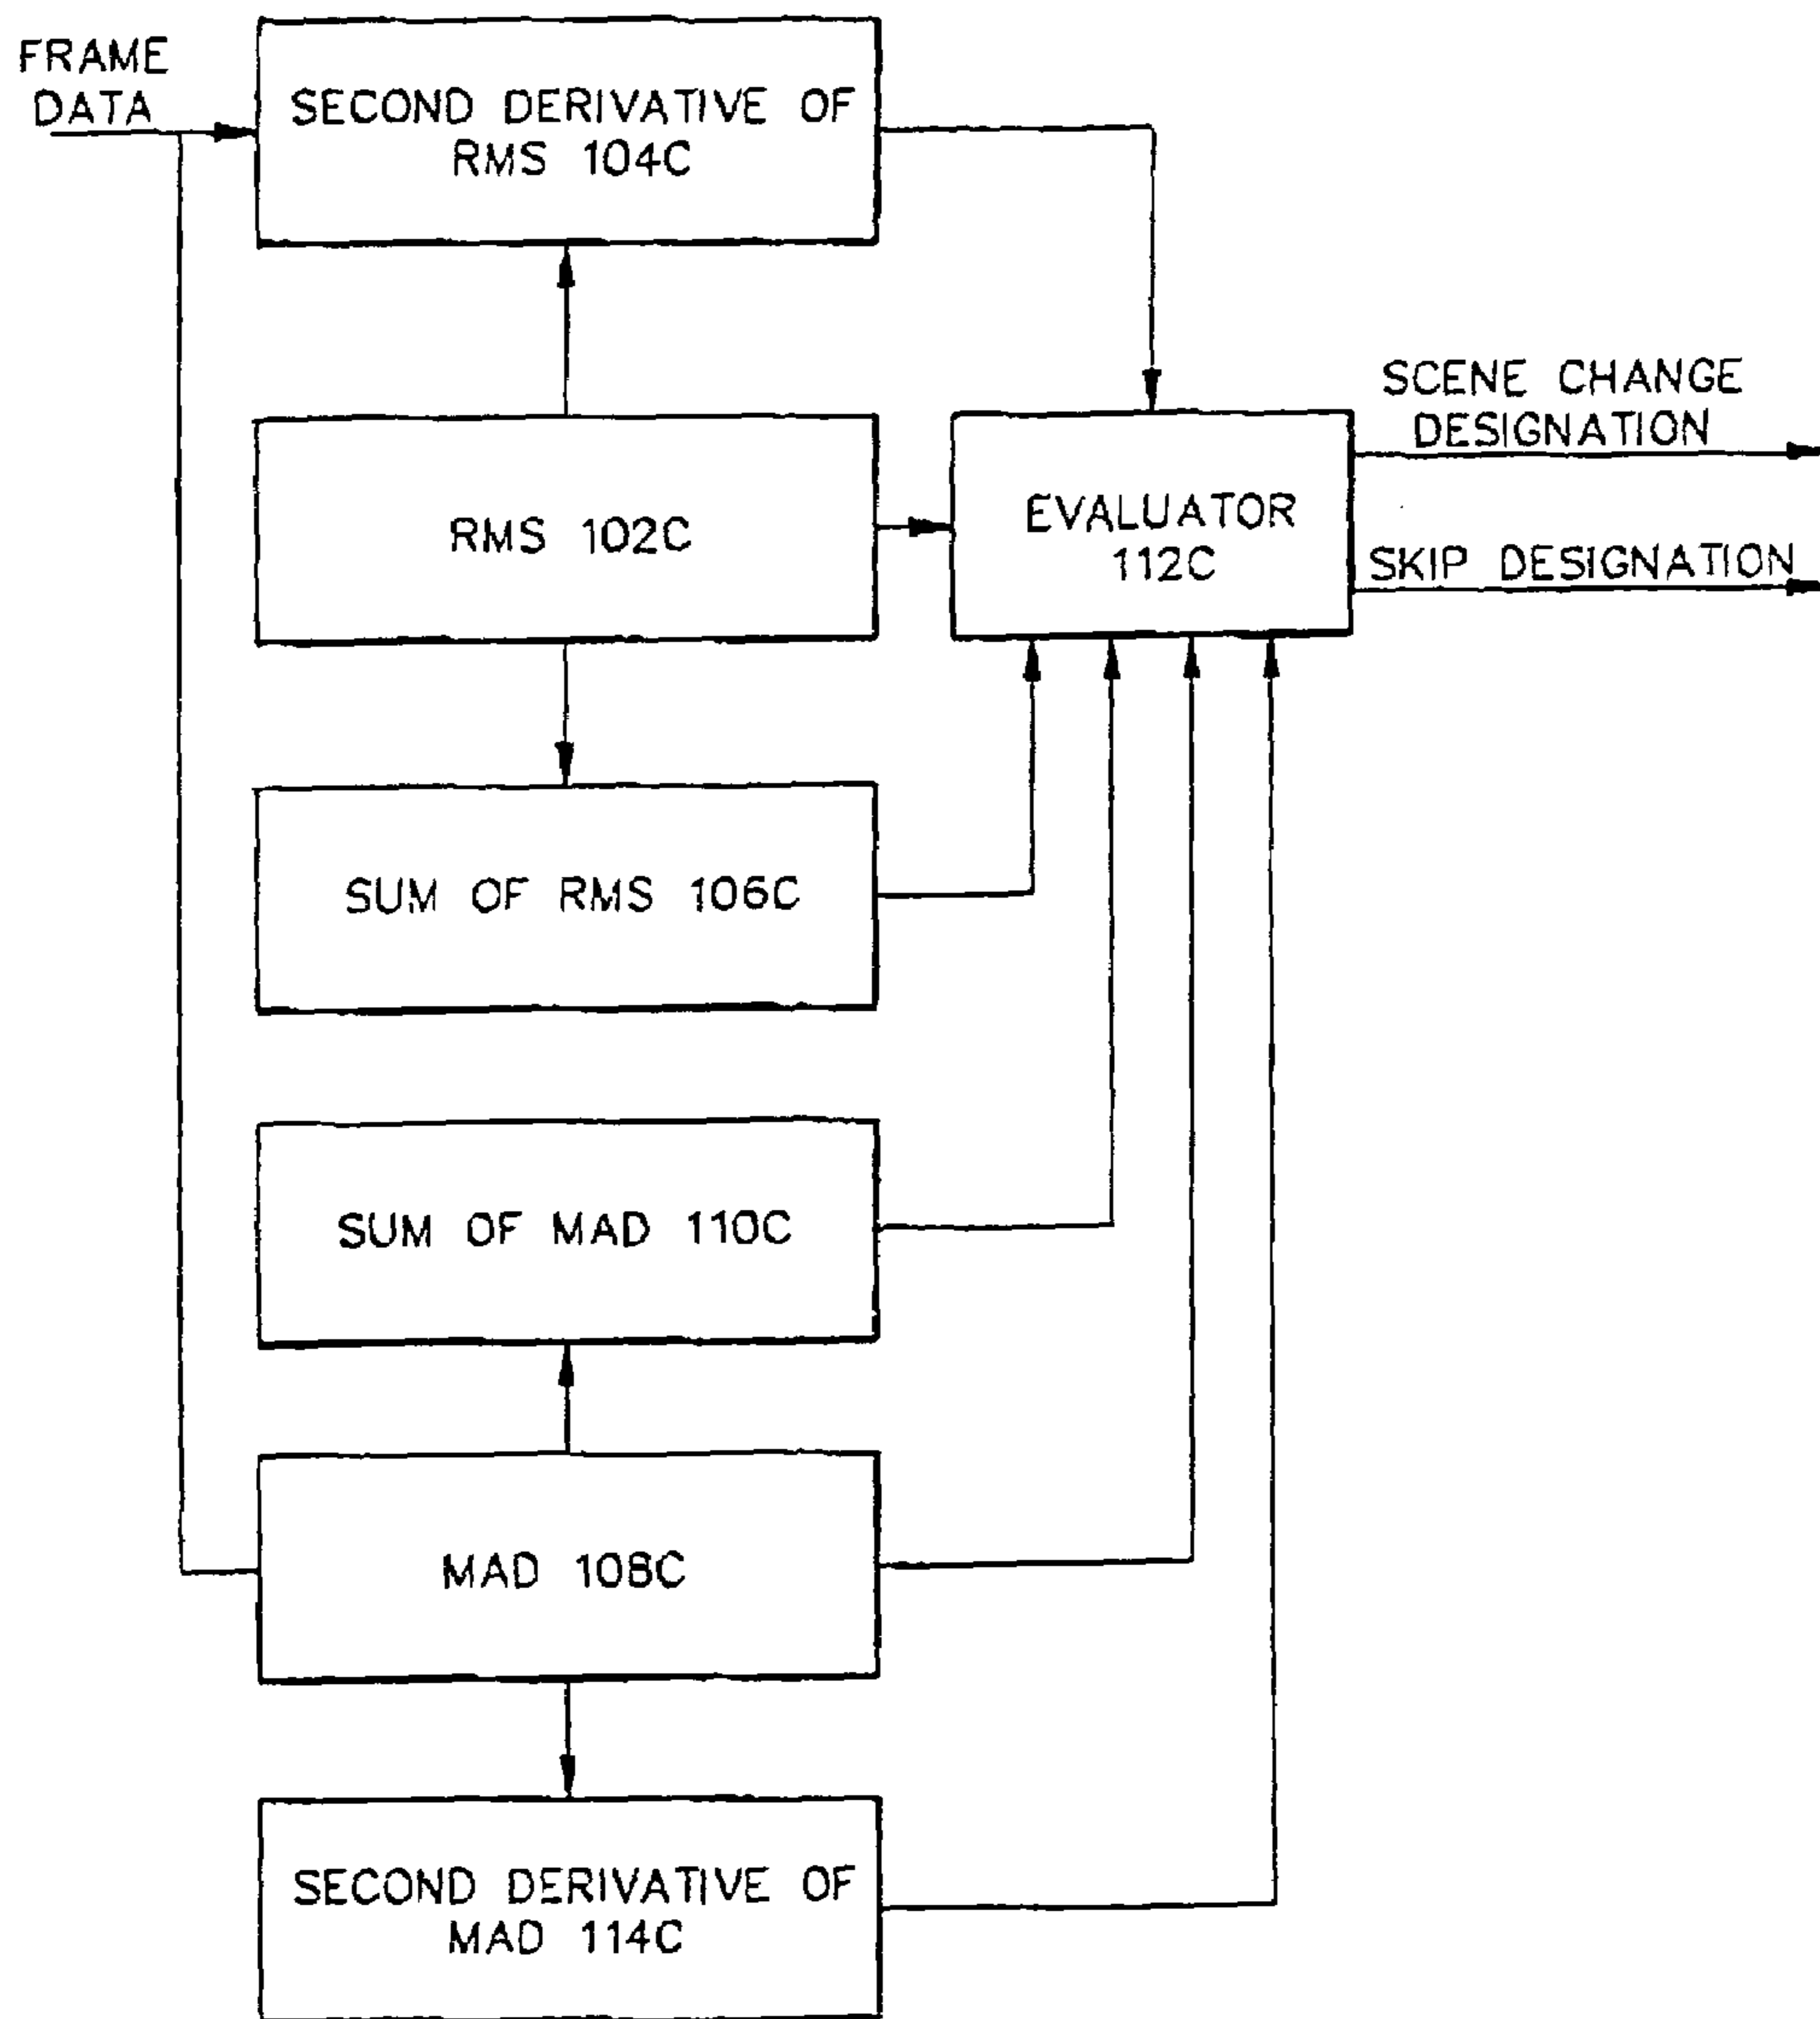 FRAME
DATA
SECOND DERIVATIVE OF
RMS 104C
RMS 102C
EVALUATOR
112C
SCENE CHANGE
DESIGNATION
SKIP DESIGNATION
SUM OF RMS 106C
SUM OF MAD 110C
MAD 108C
SECOND DERIVATIVE OF
MAD 114C